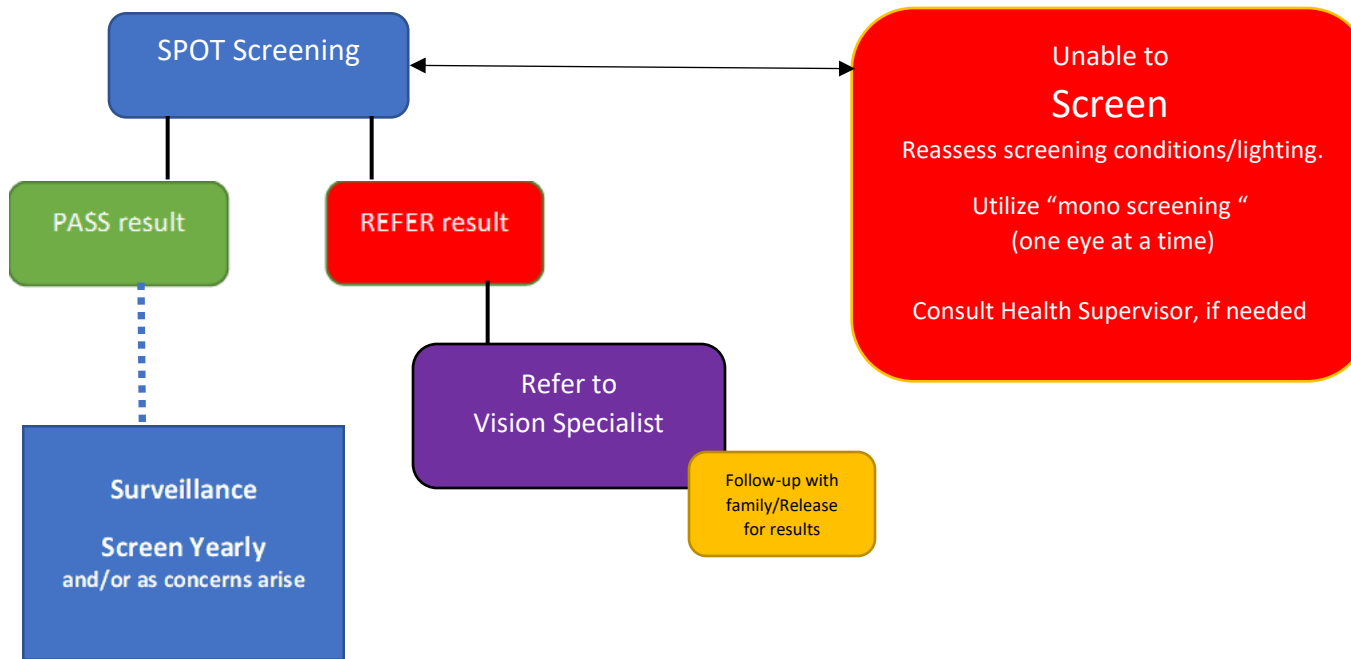 SPOT Screening
Unable to
Screen
Reassess screening conditions/lighting.
Utilize “mono screening “
(one eye at a time)
Consult Health Supervisor, if needed
PASS result
REFER result
Refer to
Vision Specialist
Follow-up with
family/Release
for results
Surveillance
Screen Yearly
and/or as concerns arise